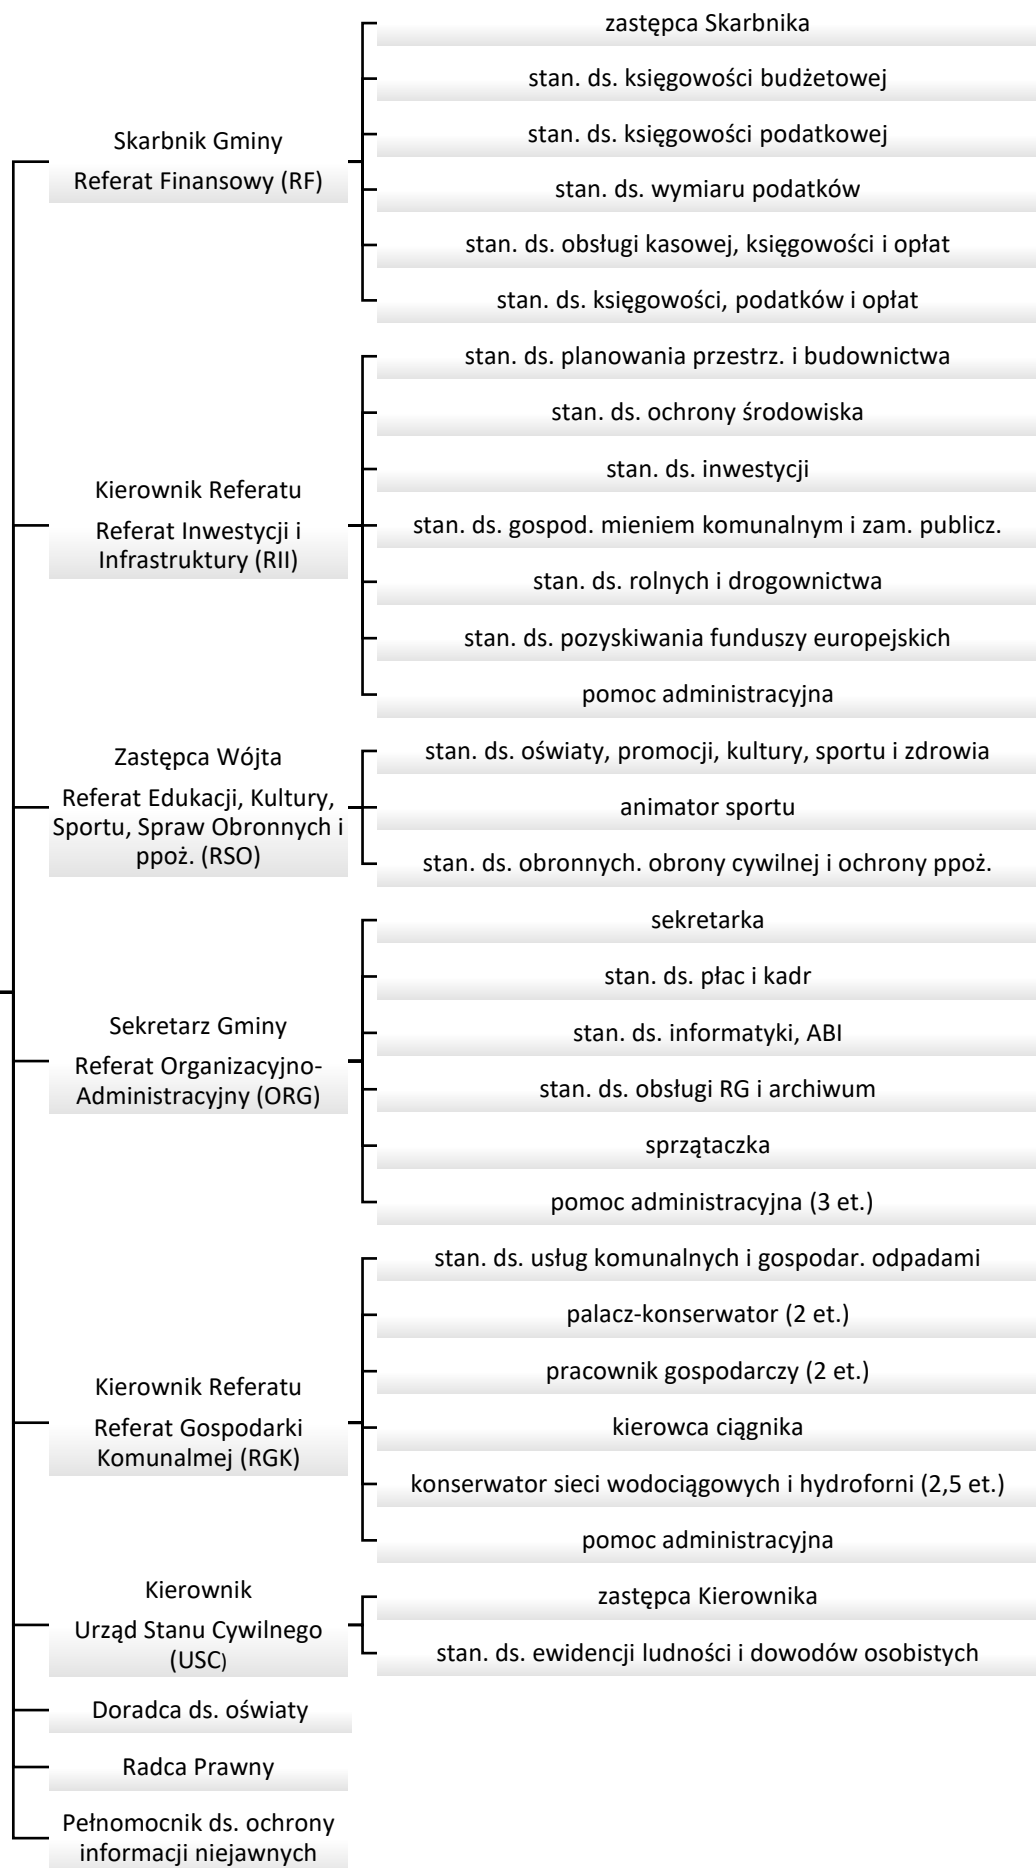 zastępca Skarbnika
stan. ds. księgowości budżetowej
stan. ds. księgowości podatkowej
Skarbnik Gminy
Referat Finansowy (RF)
stan. ds. wymiaru podatków
stan. ds. obsługi kasowej, księgowości i opłat
stan. ds. księgowości, podatków i opłat
stan. ds. planowania przestrz. i budownictwa
stan. ds. ochrony środowiska
stan. ds. inwestycji
Kierownik Referatu
Referat Inwestycji i
Infrastruktury (RII)
stan. ds. gospod. mieniem komunalnym i zam. publicz.
stan. ds. rolnych i drogownictwa
stan. ds. pozyskiwania funduszy europejskich
pomoc administracyjna
Zastępca Wójta
Referat Edukacji, Kultury,
Sportu, Spraw Obronnych i
ppoż. (RSO)
stan. ds. oświaty, promocji, kultury, sportu i zdrowia
animator sportu
stan. ds. obronnych. obrony cywilnej i ochrony ppoż.
sekretarka
stan. ds. płac i kadr
Sekretarz Gminy
Referat Organizacyjno-
Administracyjny (ORG)
stan. ds. informatyki, ABI
stan. ds. obsługi RG i archiwum
sprzątaczka
pomoc administracyjna (3 et.)
stan. ds. usług komunalnych i gospodar. odpadami
palacz-konserwator (2 et.)
pracownik gospodarczy (2 et.)
Kierownik Referatu
Referat Gospodarki
Komunalmej (RGK)
kierowca ciągnika
konserwator sieci wodociągowych i hydroforni (2,5 et.)
pomoc administracyjna
Kierownik
Urząd Stanu Cywilnego
(USC)
zastępca Kierownika
stan. ds. ewidencji ludności i dowodów osobistych
Doradca ds. oświaty
Radca Prawny
Pełnomocnik ds. ochrony
informacji niejawnych